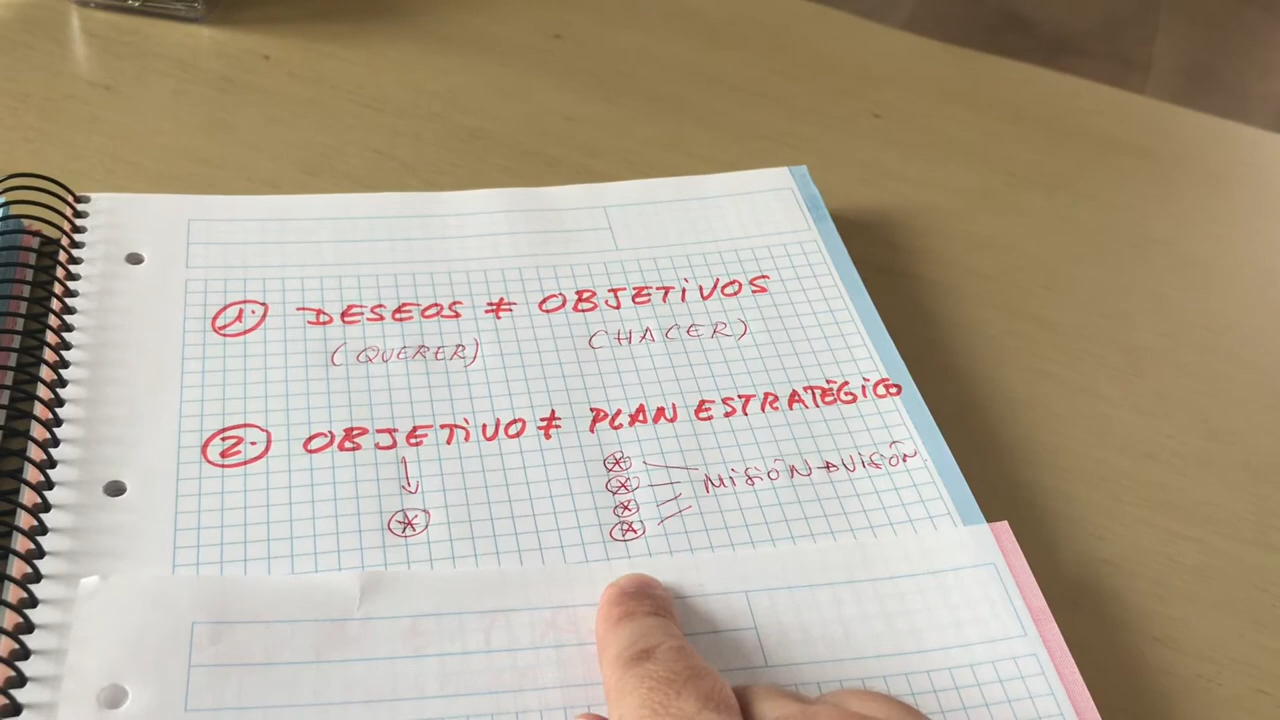 1. DESEOS ≠ OBJETIVOS
(QUERER) (HACER)
2. OBJETIVO ≠ PLAN ESTRATÉGICO
MISIÓN VISIÓN